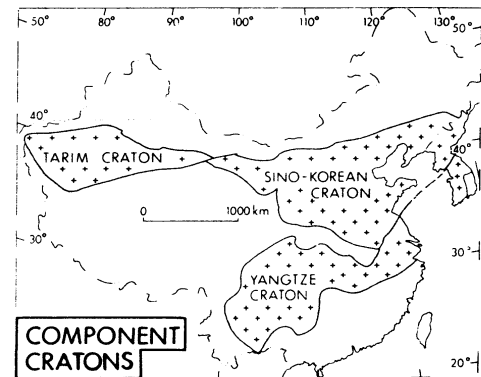 50° 80° 90° 100° 110° 120° 130°
50°
40°
40°
TARIM CRATON
SINO-KOREAN
CRATON
0 1000 km
30°
30°
YANGTZE
CRATON
COMPONENT
CRATONS
20°